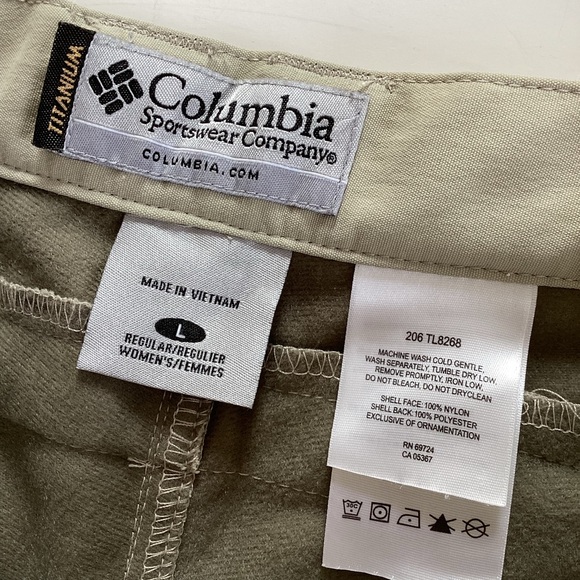 TITANIUM
Columbia
Sportswear Company®
COLUMBIA.COM
MADE IN VIETNAM
L
REGULAR/REGULIER
WOMEN'S/FEMMES
206 TL8268
MACHINE WASH COLD GENTLE,
WASH SEPARATELY, TUMBLE DRY LOW.
REMOVE PROMPTLY, IRON LOW,
DO NOT BLEACH. DO NOT DRYCLEAN
SHELL FACE: 100% NYLON
SHELL BACK: 100% POLYESTER
EXCLUSIVE OF ORNAMENTATION
RN 69724
CA 05367
30C